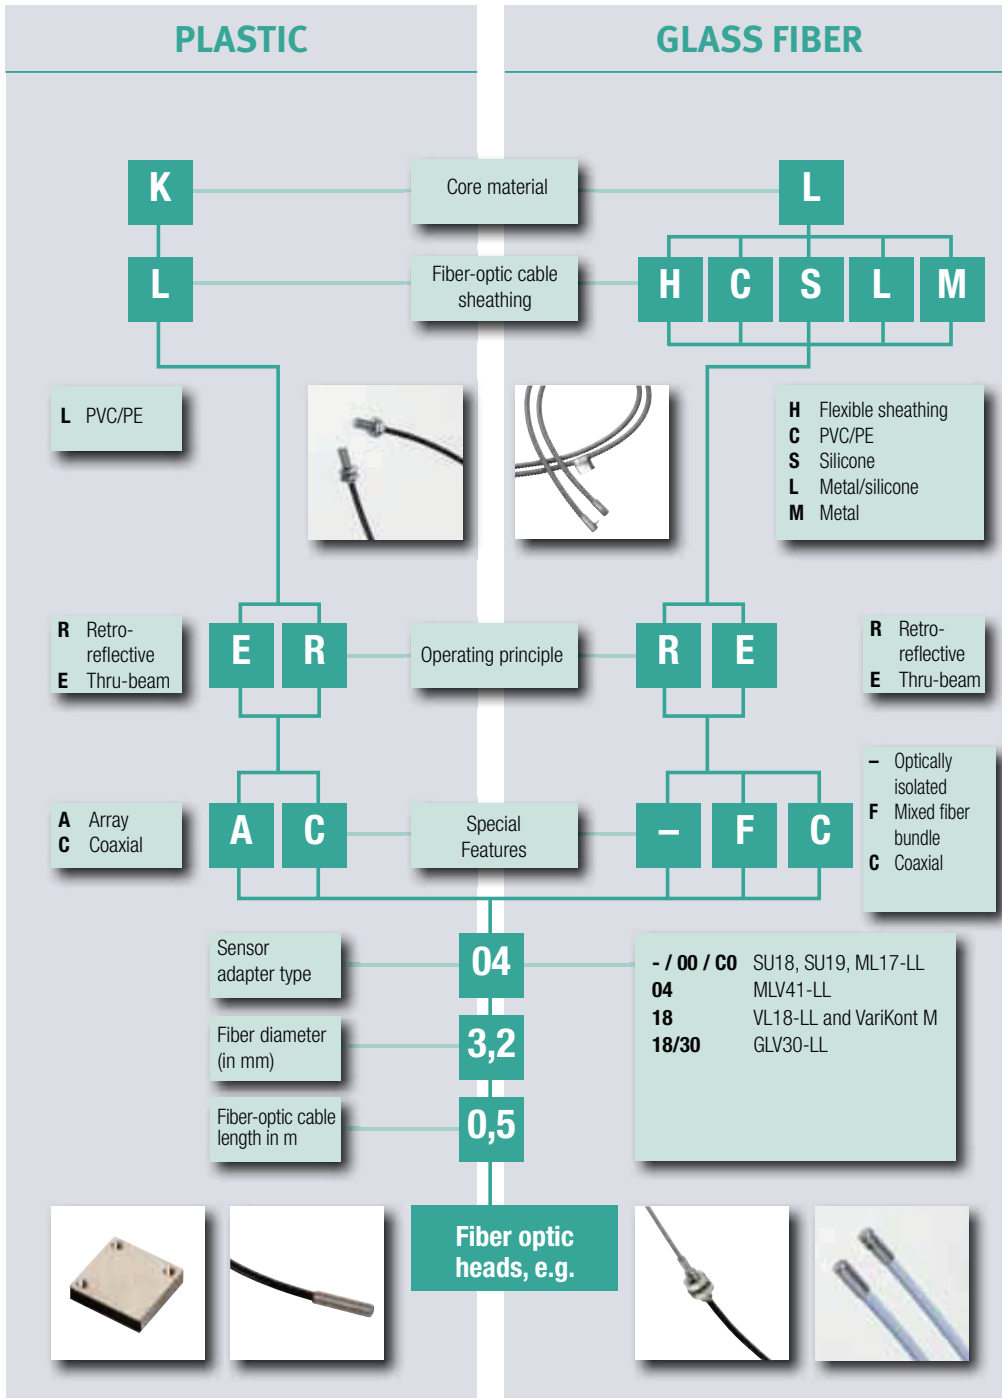 PLASTIC
GLASS FIBER
K
Core material
L
L
Fiber-optic cable
sheathing
H C S L M
L PVC/PE
H Flexible sheathing
C PVC/PE
S Silicone
L Metal/silicone
M Metal
R Retro-
reflective
E Thru-beam
E R
Operating principle
R E
R Retro-
reflective
E Thru-beam
A Array
C Coaxial
A C
Special
Features
– F C
– Optically
isolated
F Mixed fiber
bundle
C Coaxial
Sensor
adapter type
04
- / 00 / C0 SU18, SU19, ML17-LL
04 MLV41-LL
18 VL18-LL and VariKont M
18/30 GLV30-LL
Fiber diameter
(in mm)
3,2
Fiber-optic cable
length in m
0,5
Fiber optic
heads, e.g.